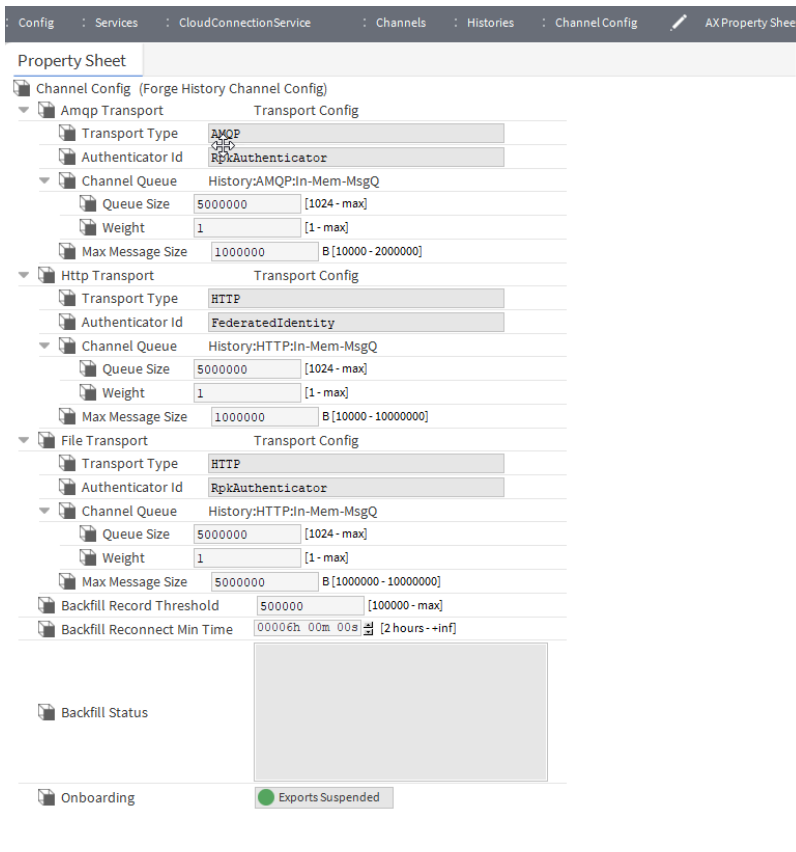 : Config : Services : CloudConnectionService : Channels : Histories : Channel Config AX Property Shee
Property Sheet
Channel Config (Forge History Channel Config)
Amqp Transport Transport Config
Transport Type AMQP
Authenticator Id RpkAuthenticator
Channel Queue History:AMQP:In-Mem-MsgQ
Queue Size 5000000 [1024 - max]
Weight 1 [1 - max]
Max Message Size 1000000 B [10000 - 2000000]
Http Transport Transport Config
Transport Type HTTP
Authenticator Id FederatedIdentity
Channel Queue History:HTTP:In-Mem-MsgQ
Queue Size 5000000 [1024 - max]
Weight 1 [1 - max]
Max Message Size 1000000 B [10000 - 10000000]
File Transport Transport Config
Transport Type HTTP
Authenticator Id RpkAuthenticator
Channel Queue History:HTTP:In-Mem-MsgQ
Queue Size 5000000 [1024 - max]
Weight 1 [1 - max]
Max Message Size 5000000 B [1000000 - 10000000]
Backfill Record Threshold 500000 [100000 - max]
Backfill Reconnect Min Time 00006h 00m 00s [2 hours - +inf]
Backfill Status
Onboarding Exports Suspended